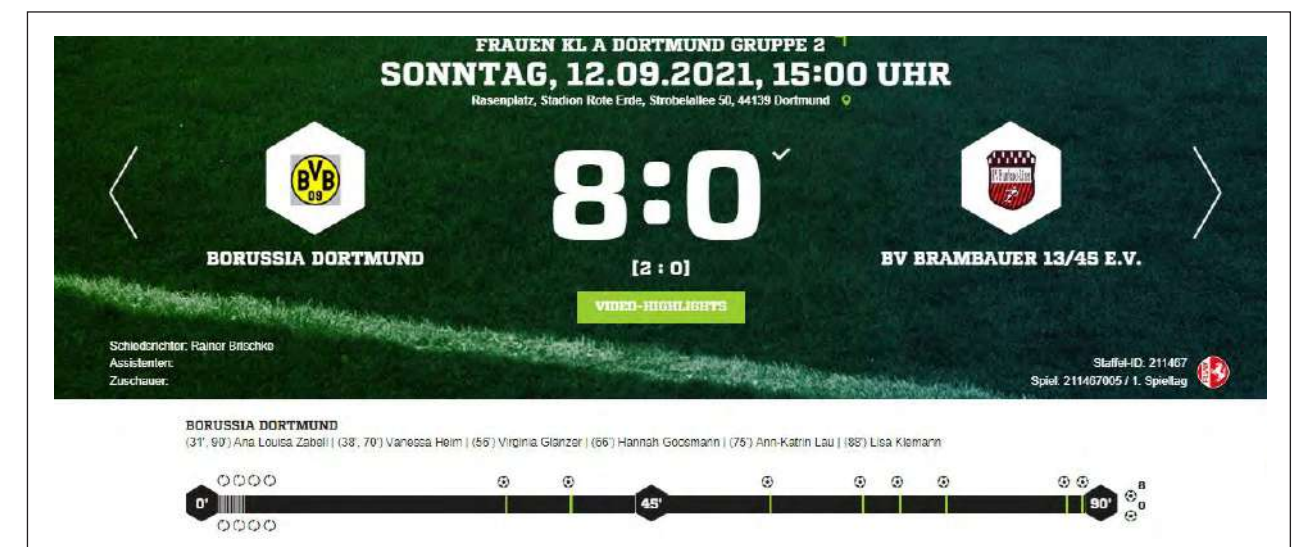 FRAUEN KL A DORTMUND GRUPPE 2
SONNTAG, 12.09.2021, 15:00 UHR
Rasenplatz, Stadion Rote Erde, Strobelallee 50, 44139 Dortmund
BVB
09
8:0
BORUSSIA DORTMUND
BV BRAMBAUER 13/45 E.V.
[2 : 0]
VIDEO-HIGHLIGHTS
Schiedsrichter: Rainer Brischke
Assistenten:
Zuschauer:
Staffel-ID: 211467
Spiel: 211467005 / 1. Spieltag
BORUSSIA DORTMUND
(31', 90') Ana Louisa Zabell | (38', 70') Vanessa Heim | (56') Virginia Glänzer | (66') Hannah Goosmann | (75') Ann-Katrin Lau | (88') Lisa Klemann
0'
45'
90'
8
0